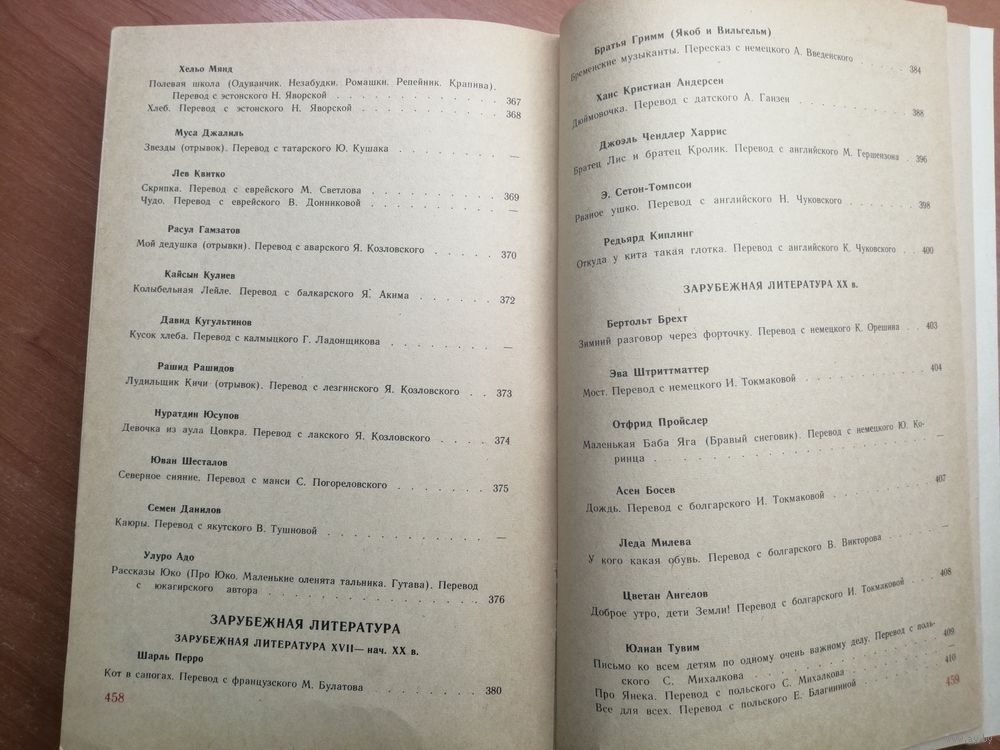 Хельо Мянд
Полевая школа (Одуванчик. Незабудки. Ромашки. Репейник. Крапива).
Перевод с эстонского Н. Яворской . . . . . . . . . . 367
Хлеб. Перевод с эстонского Н. Яворской . . . . . . . . . 368
Муса Джалиль
Звезды (отрывок). Перевод с татарского Ю. Кушака . . . . . . . —
Лев Квитко
Скрипка. Перевод с еврейского М. Светлова . . . . . . . . 369
Чудо. Перевод с еврейского В. Донниковой . . . . . . . . —
Расул Гамзатов
Мой дедушка (отрывки). Перевод с аварского Я. Козловского . . . . . 370
Кайсын Кулиев
Колыбельная Лейле. Перевод с балкарского Я. Акима . . . . . . 372
Давид Кугультинов
Кусок хлеба. Перевод с калмыцкого Г. Ладонщикова . . . . . . . —
Рашид Рашидов
Лудильщик Кичи (отрывок). Перевод с лезгинского Я. Козловского . . 373
Нуратдин Юсупов
Девочка из аула Цовкра. Перевод с лакского Я. Козловского . . . . 374
Юван Шесталов
Северное сияние. Перевод с манси С. Погореловского . . . . . . . 375
Семен Данилов
Каюры. Перевод с якутского В. Тушновой . . . . . . . . . . —
Улуро Адо
Рассказы Юко (Про Юко. Маленькие оленята тальника. Гутава). Перевод
с юкагирского автора . . . . . . . . . . . . . 376
ЗАРУБЕЖНАЯ ЛИТЕРАТУРА
ЗАРУБЕЖНАЯ ЛИТЕРАТУРА XVII— нач. XX в.
Шарль Перро
Кот в сапогах. Перевод с французского М. Булатова . . . . . . . 380
458
Братья Гримм (Якоб и Вильгельм)
Бременские музыканты. Пересказ с немецкого А. Введенского . . . . 384
Ханс Кристиан Андерсен
Дюймовочка. Перевод с датского А. Ганзен . . . . . . . . 388
Джоэль Чендлер Харрис
Братец Лис и братец Кролик. Перевод с английского М. Гершензона . 396
Э. Сетон-Томпсон
Рваное ушко. Перевод с английского Н. Чуковского . . . . . . 398
Редьярд Киплинг
Откуда у кита такая глотка. Перевод с английского К. Чуковского . . 400
ЗАРУБЕЖНАЯ ЛИТЕРАТУРА XX в.
Бертольт Брехт
Зимний разговор через форточку. Перевод с немецкого К. Орешина . . 403
Эва Штриттматтер
Мост. Перевод с немецкого И. Токмаковой . . . . . . . . . 404
Отфрид Пройслер
Маленькая Баба Яга (Бравый снеговик). Перевод с немецкого Ю. Ко-
ринца . . . . . . . . . . . . . . . . —
Асен Босев
Дождь. Перевод с болгарского И. Токмаковой . . . . . . . . 407
Леда Милева
У кого какая обувь. Перевод с болгарского В. Викторова . . . . . —
Цветан Ангелов
Доброе утро, дети Земли! Перевод с болгарского И. Токмаковой . . . 408
Юлиан Тувим
Письмо ко всем детям по одному очень важному делу. Перевод с поль-
ского С. Михалкова . . . . . . . . . . . . 409
Про Янека. Перевод с польского С. Михалкова . . . . . . . . 410
Все для всех. Перевод с польского Е. Благининой . . . . . .
459